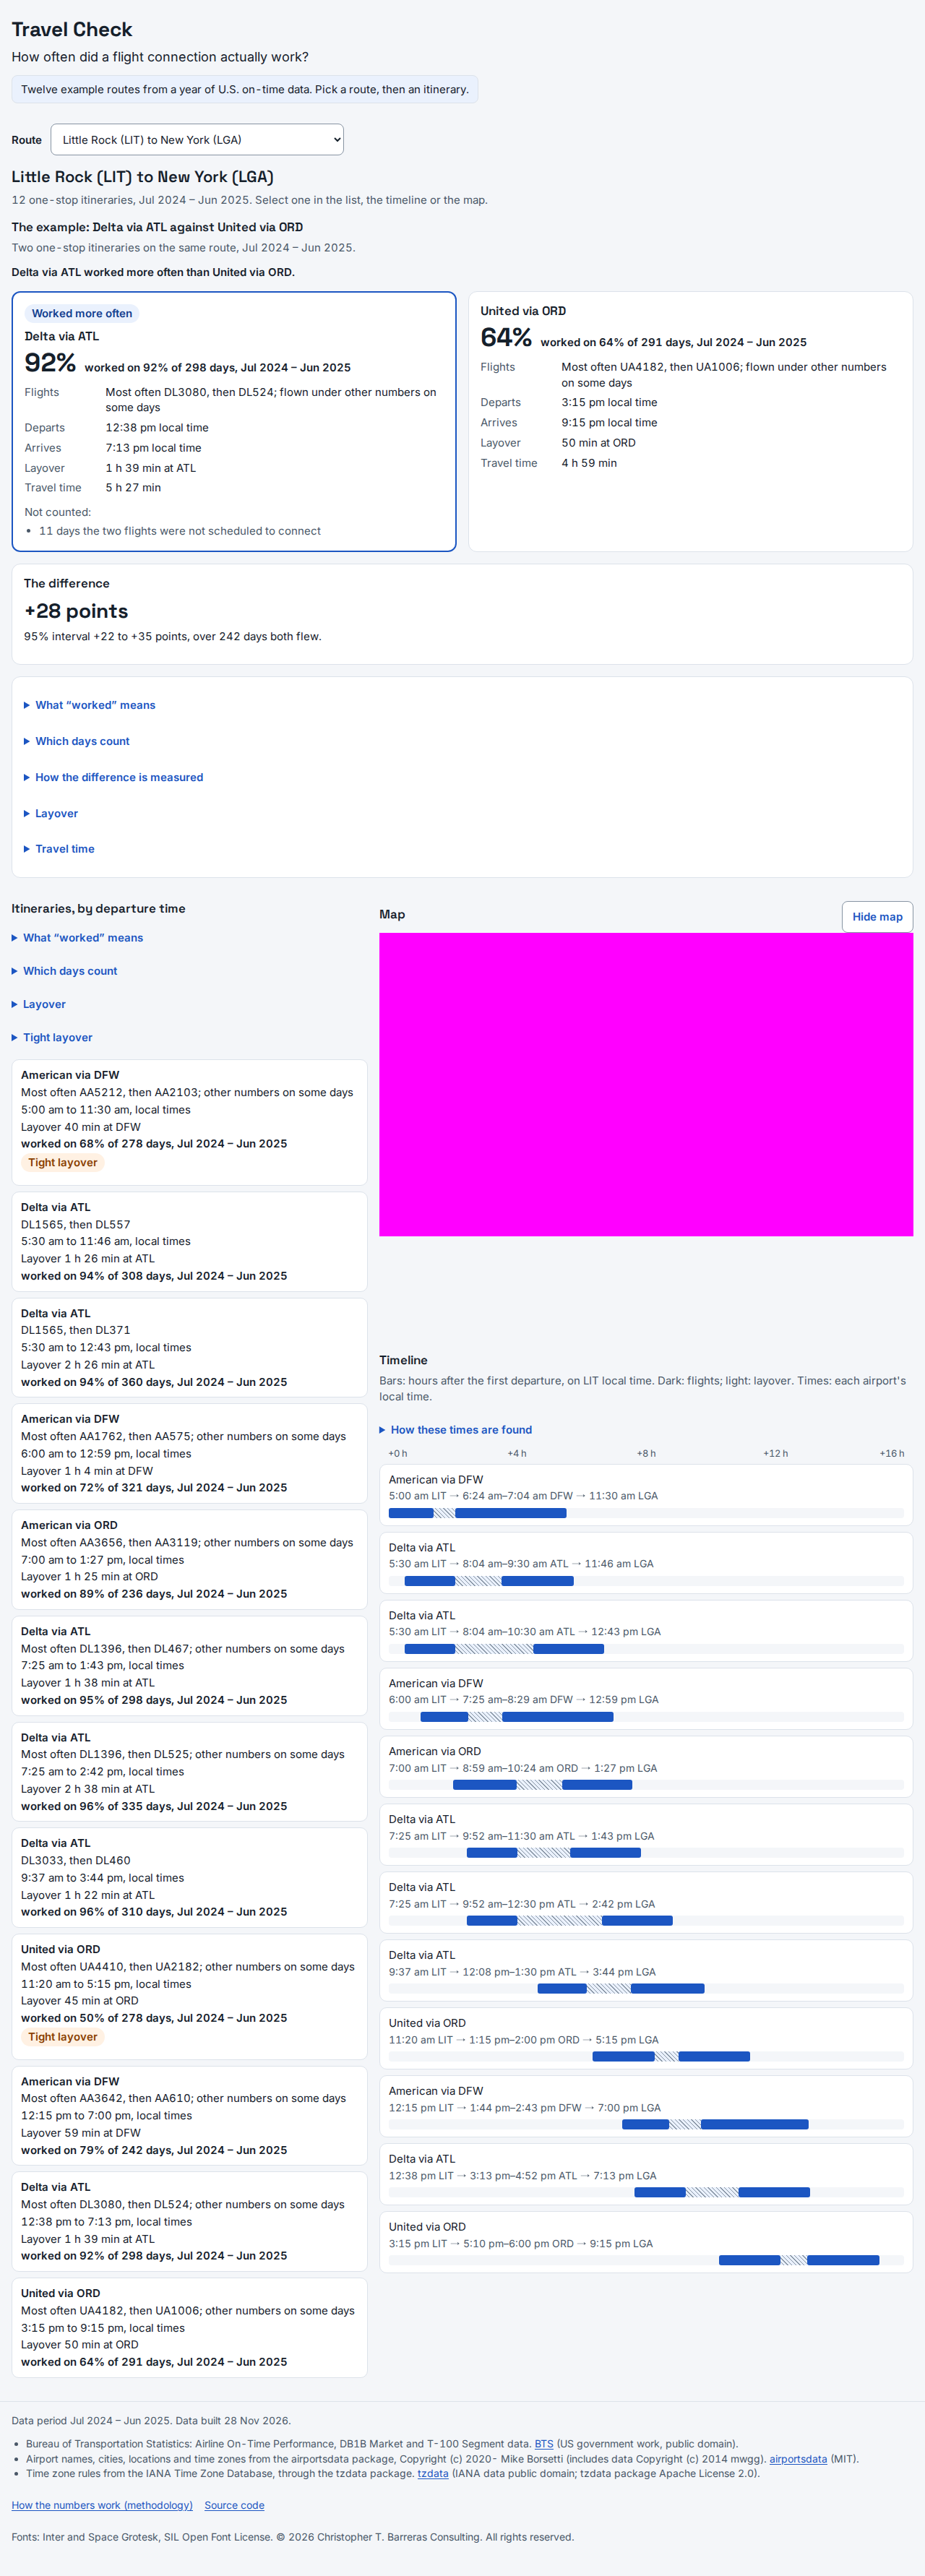 Travel Check
How often did a flight connection actually work?
Twelve example routes from a year of U.S. on-time data. Pick a route, then an itinerary.
Route
Little Rock (LIT) to New York (LGA)
Little Rock (LIT) to New York (LGA)
12 one-stop itineraries, Jul 2024 – Jun 2025. Select one in the list, the timeline or the map.
The example: Delta via ATL against United via ORD
Two one-stop itineraries on the same route, Jul 2024 – Jun 2025.
Delta via ATL worked more often than United via ORD.
Worked more often
Delta via ATL
92% worked on 92% of 298 days, Jul 2024 – Jun 2025
Flights Most often DL3080, then DL524; flown under other numbers on
some days
Departs 12:38 pm local time
Arrives 7:13 pm local time
Layover 1 h 39 min at ATL
Travel time 5 h 27 min
Not counted:
• 11 days the two flights were not scheduled to connect
United via ORD
64% worked on 64% of 291 days, Jul 2024 – Jun 2025
Flights Most often UA4182, then UA1006; flown under other numbers
on some days
Departs 3:15 pm local time
Arrives 9:15 pm local time
Layover 50 min at ORD
Travel time 4 h 59 min
The difference
+28 points
95% interval +22 to +35 points, over 242 days both flew.
What “worked” means
Which days count
How the difference is measured
Layover
Travel time
Itineraries, by departure time
What “worked” means
Which days count
Layover
Tight layover
American via DFW
Most often AA5212, then AA2103; other numbers on some days
5:00 am to 11:30 am, local times
Layover 40 min at DFW
worked on 68% of 278 days, Jul 2024 – Jun 2025
Tight layover
Delta via ATL
DL1565, then DL557
5:30 am to 11:46 am, local times
Layover 1 h 26 min at ATL
worked on 94% of 308 days, Jul 2024 – Jun 2025
Delta via ATL
DL1565, then DL371
5:30 am to 12:43 pm, local times
Layover 2 h 26 min at ATL
worked on 94% of 360 days, Jul 2024 – Jun 2025
American via DFW
Most often AA1762, then AA575; other numbers on some days
6:00 am to 12:59 pm, local times
Layover 1 h 4 min at DFW
worked on 72% of 321 days, Jul 2024 – Jun 2025
American via ORD
Most often AA3656, then AA3119; other numbers on some days
7:00 am to 1:27 pm, local times
Layover 1 h 25 min at ORD
worked on 89% of 236 days, Jul 2024 – Jun 2025
Delta via ATL
Most often DL1396, then DL467; other numbers on some days
7:25 am to 1:43 pm, local times
Layover 1 h 38 min at ATL
worked on 95% of 298 days, Jul 2024 – Jun 2025
Delta via ATL
Most often DL1396, then DL525; other numbers on some days
7:25 am to 2:42 pm, local times
Layover 2 h 38 min at ATL
worked on 96% of 335 days, Jul 2024 – Jun 2025
Delta via ATL
DL3033, then DL460
9:37 am to 3:44 pm, local times
Layover 1 h 22 min at ATL
worked on 96% of 310 days, Jul 2024 – Jun 2025
United via ORD
Most often UA4410, then UA2182; other numbers on some days
11:20 am to 5:15 pm, local times
Layover 45 min at ORD
worked on 50% of 278 days, Jul 2024 – Jun 2025
Tight layover
American via DFW
Most often AA3642, then AA610; other numbers on some days
12:15 pm to 7:00 pm, local times
Layover 59 min at DFW
worked on 79% of 242 days, Jul 2024 – Jun 2025
Delta via ATL
Most often DL3080, then DL524; other numbers on some days
12:38 pm to 7:13 pm, local times
Layover 1 h 39 min at ATL
worked on 92% of 298 days, Jul 2024 – Jun 2025
United via ORD
Most often UA4182, then UA1006; other numbers on some days
3:15 pm to 9:15 pm, local times
Layover 50 min at ORD
worked on 64% of 291 days, Jul 2024 – Jun 2025
Map
Hide map
Timeline
Bars: hours after the first departure, on LIT local time. Dark: flights; light: layover. Times: each airport's
local time.
How these times are found
+0 h +4 h +8 h +12 h +16 h
American via DFW
5:00 am LIT → 6:24 am–7:04 am DFW → 11:30 am LGA
Delta via ATL
5:30 am LIT → 8:04 am–9:30 am ATL → 11:46 am LGA
Delta via ATL
5:30 am LIT → 8:04 am–10:30 am ATL → 12:43 pm LGA
American via DFW
6:00 am LIT → 7:25 am–8:29 am DFW → 12:59 pm LGA
American via ORD
7:00 am LIT → 8:59 am–10:24 am ORD → 1:27 pm LGA
Delta via ATL
7:25 am LIT → 9:52 am–11:30 am ATL → 1:43 pm LGA
Delta via ATL
7:25 am LIT → 9:52 am–12:30 pm ATL → 2:42 pm LGA
Delta via ATL
9:37 am LIT → 12:08 pm–1:30 pm ATL → 3:44 pm LGA
United via ORD
11:20 am LIT → 1:15 pm–2:00 pm ORD → 5:15 pm LGA
American via DFW
12:15 pm LIT → 1:44 pm–2:43 pm DFW → 7:00 pm LGA
Delta via ATL
12:38 pm LIT → 3:13 pm–4:52 pm ATL → 7:13 pm LGA
United via ORD
3:15 pm LIT → 5:10 pm–6:00 pm ORD → 9:15 pm LGA
Data period Jul 2024 – Jun 2025. Data built 28 Nov 2026.
• Bureau of Transportation Statistics: Airline On-Time Performance, DB1B Market and T-100 Segment data. BTS (US government work, public domain).
• Airport names, cities, locations and time zones from the airportsdata package, Copyright (c) 2020- Mike Borsetti (includes data Copyright (c) 2014 mwgg). airportsdata (MIT).
• Time zone rules from the IANA Time Zone Database, through the tzdata package. tzdata (IANA data public domain; tzdata package Apache License 2.0).
How the numbers work (methodology) Source code
Fonts: Inter and Space Grotesk, SIL Open Font License. © 2026 Christopher T. Barreras Consulting. All rights reserved.